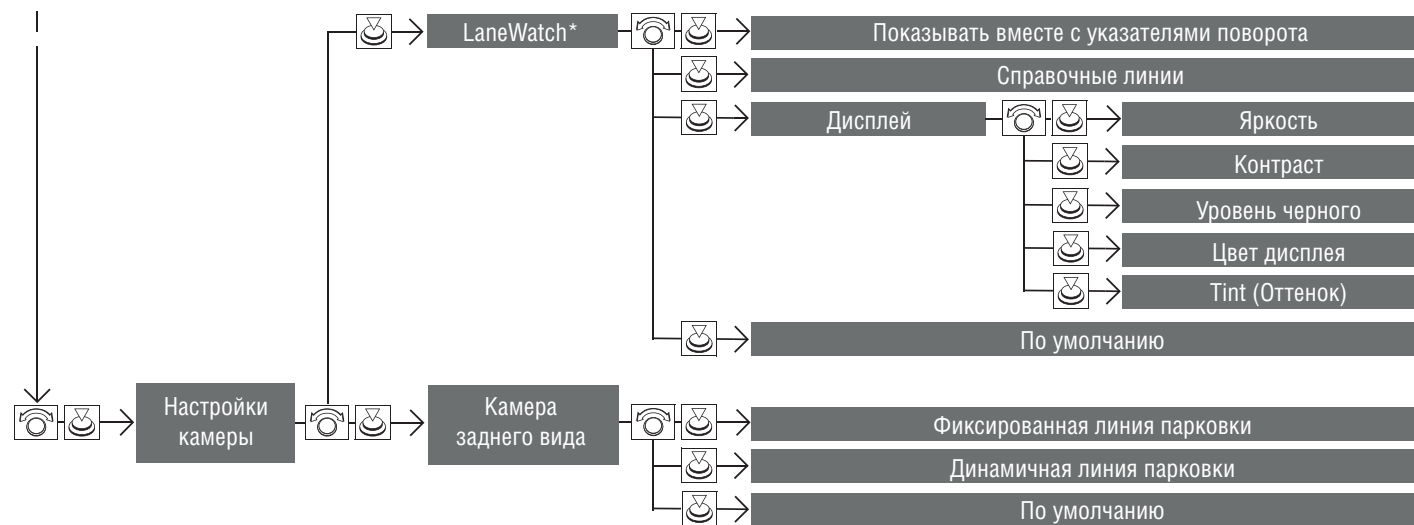 LaneWatch*
Показывать вместе с указателями поворота
Справочные линии
Дисплей
Яркость
Контраст
Уровень черного
Цвет дисплея
Tint (Оттенок)
По умолчанию
Настройки
камеры
Камера
заднего вида
Фиксированная линия парковки
Динамичная линия парковки
По умолчанию